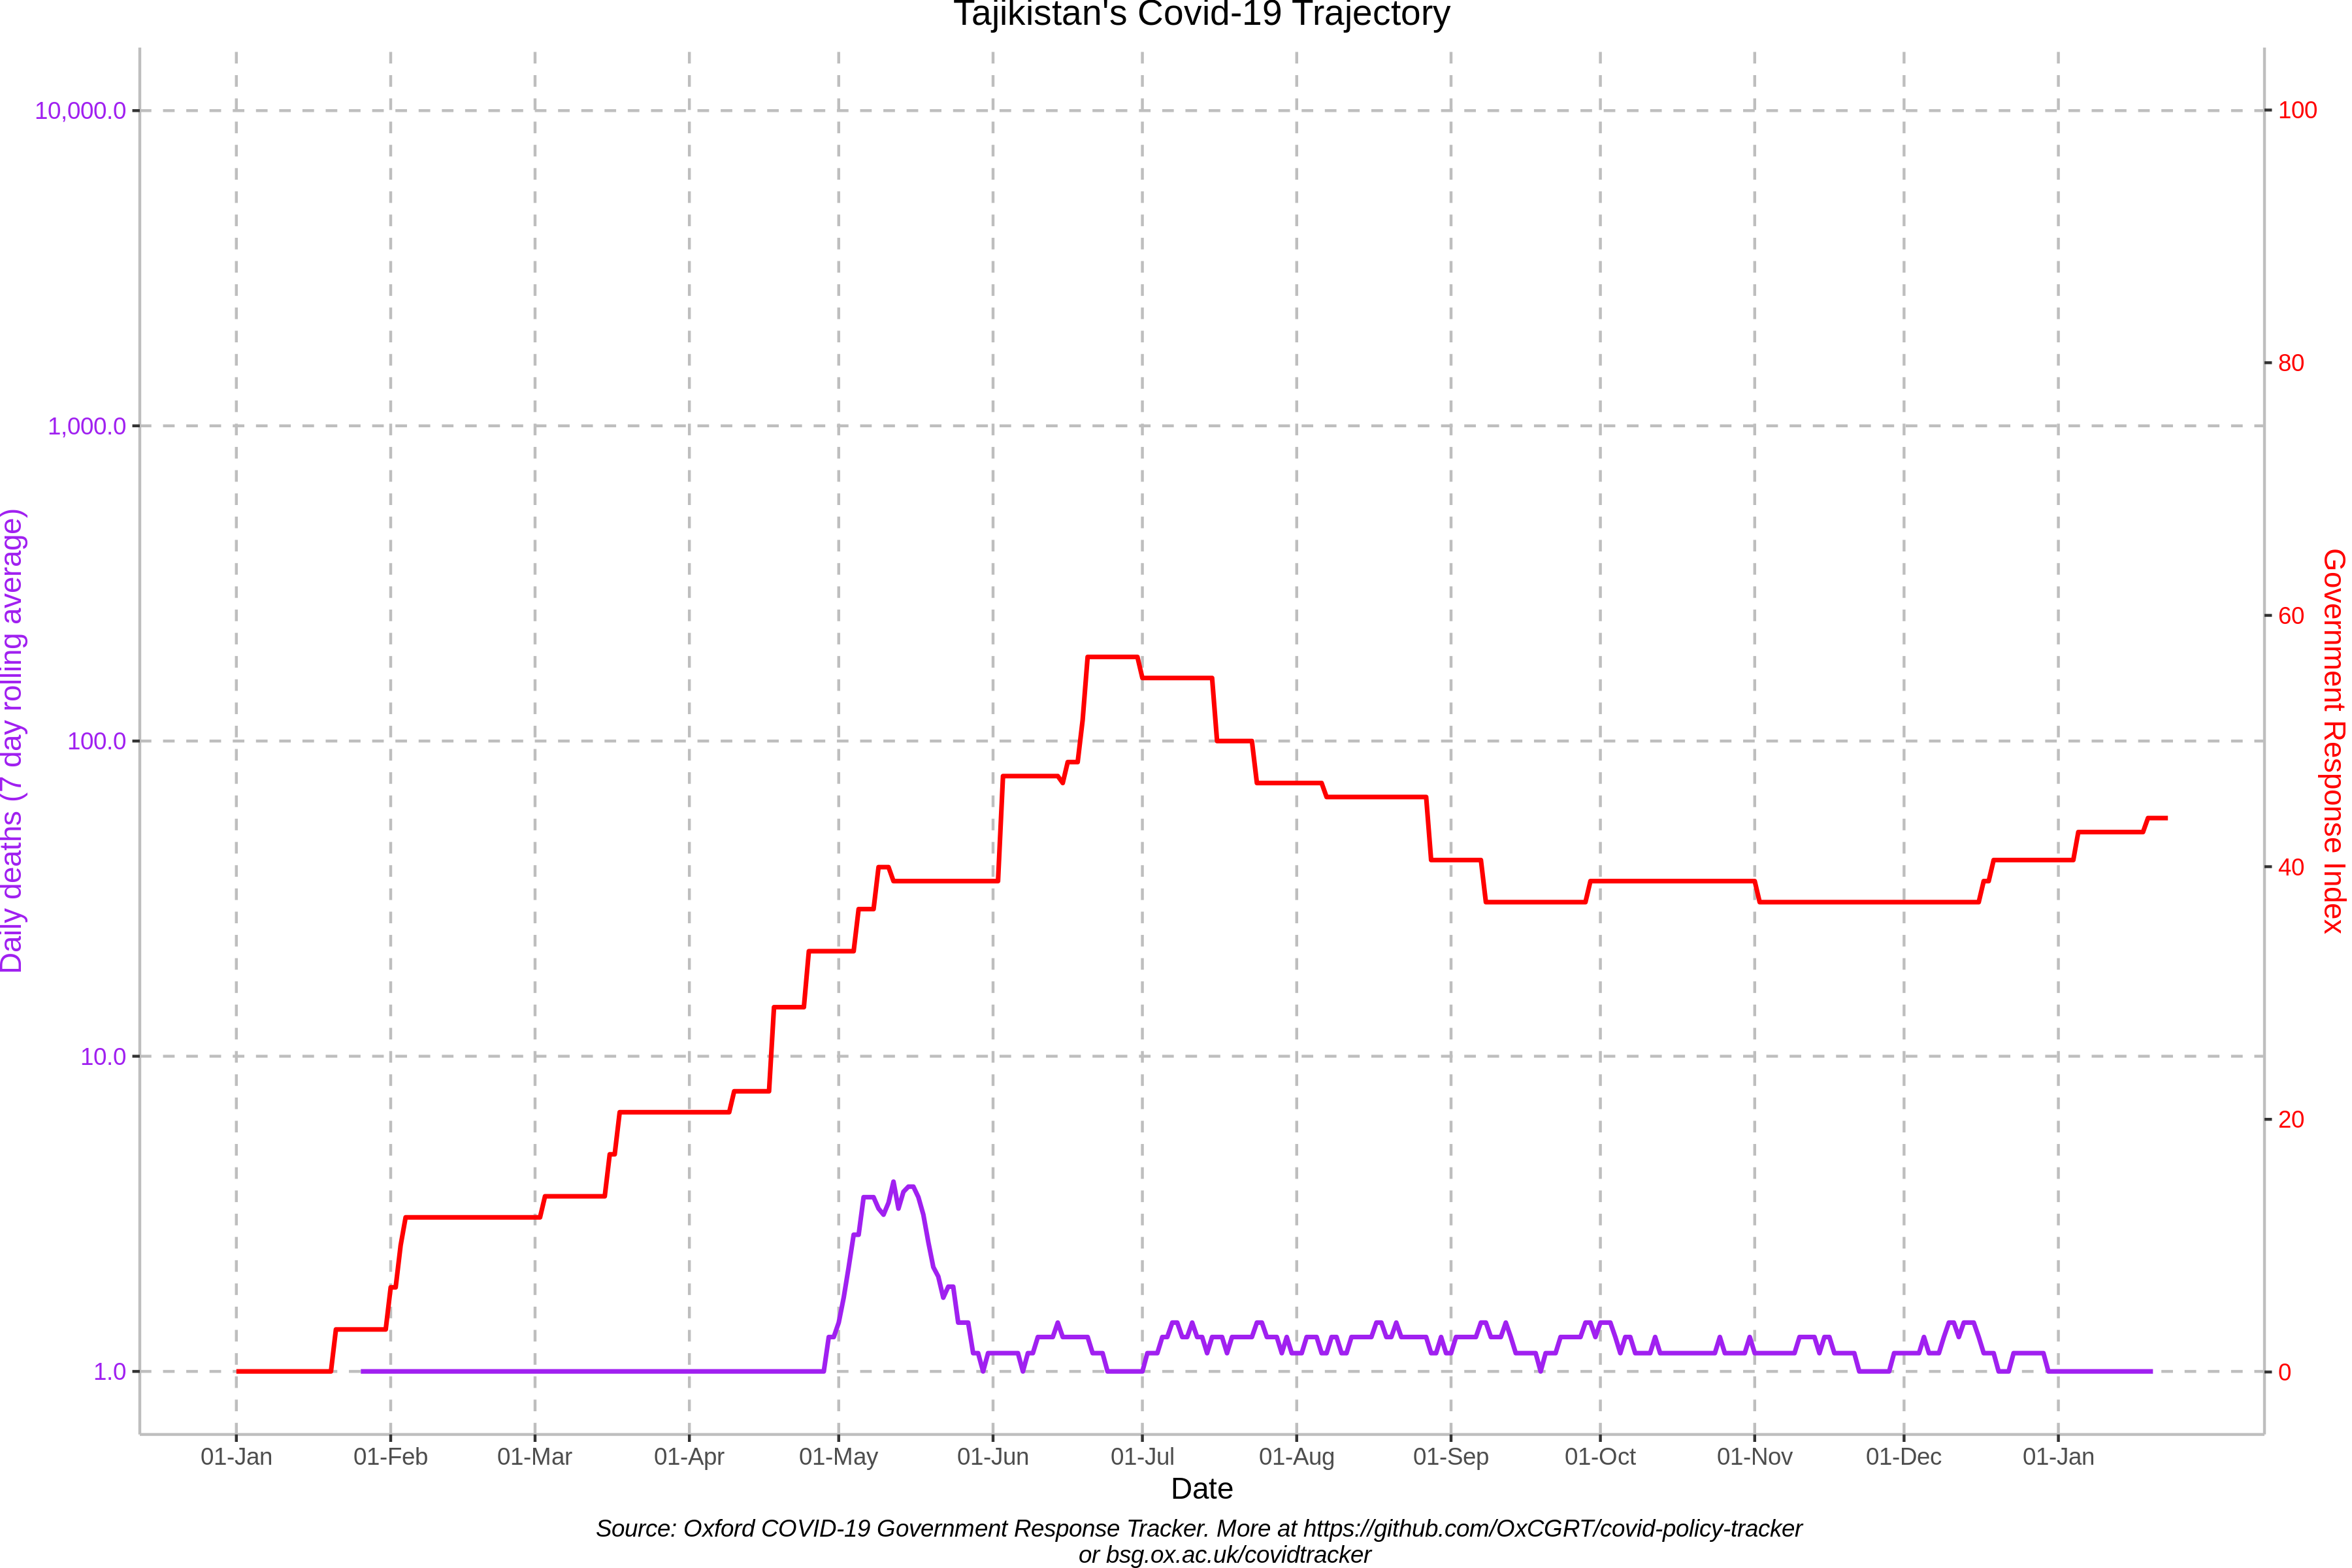 Tajikistan's Covid-19 Trajectory
10,000.0
1,000.0
100.0
10.0
1.0
Daily deaths (7 day rolling average)
100
80
60
40
20
0
Government Response Index
01-Jan 01-Feb 01-Mar 01-Apr 01-May 01-Jun 01-Jul 01-Aug 01-Sep 01-Oct 01-Nov 01-Dec 01-Jan
Date
Source: Oxford COVID-19 Government Response Tracker. More at https://github.com/OxCGRT/covid-policy-tracker
or bsg.ox.ac.uk/covidtracker